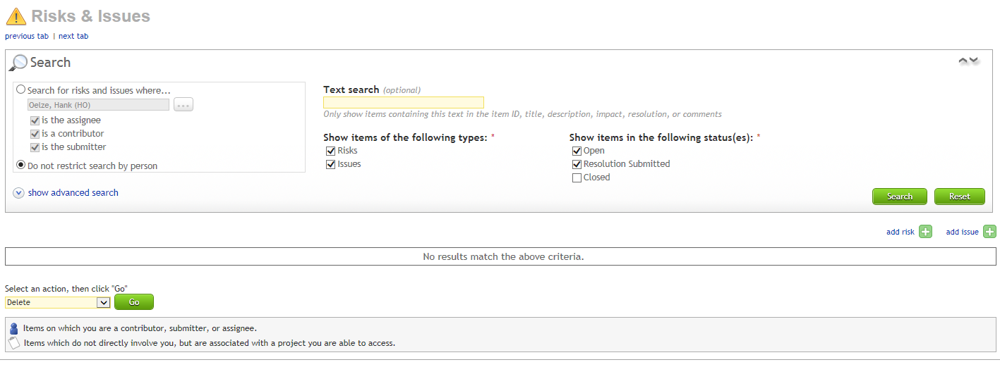 Risks & Issues
previous tab | next tab
Search
Search for risks and issues where...
Oelze, Hank (HO)
...
is the assignee
is a contributor
is the submitter
Do not restrict search by person
Text search (optional)
Only show items containing this text in the item ID, title, description, impact, resolution, or comments
Show items of the following types: *
Risks
Issues
Show items in the following status(es): *
Open
Resolution Submitted
Closed
show advanced search
Search Reset
add risk add issue
No results match the above criteria.
Select an action, then click "Go"
Delete Go
Items on which you are a contributor, submitter, or assignee.
Items which do not directly involve you, but are associated with a project you are able to access.